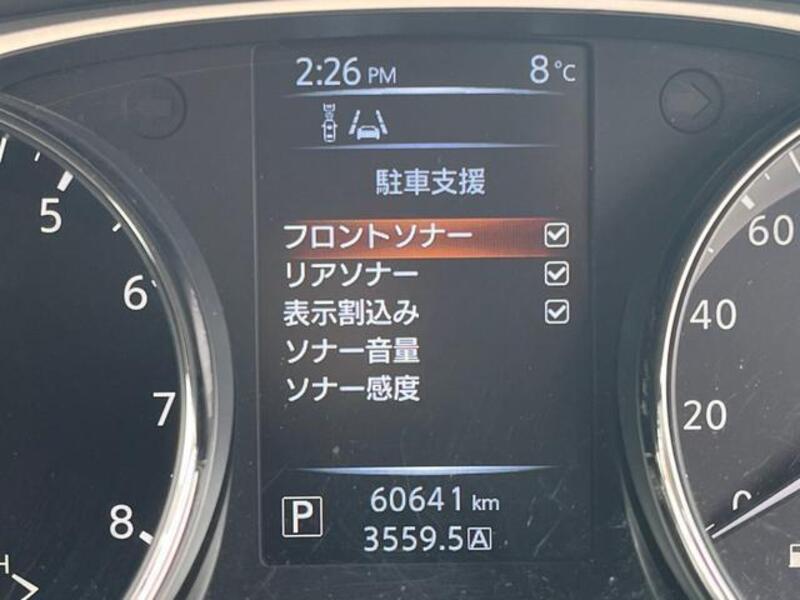 2:26 PM 8°C
駐車支援
フロントソナー
リアソナー
表示割込み
ソナー音量
ソナー感度
P 60641 km
3559.5 A
5
6
7
8
H
60
40
20
0